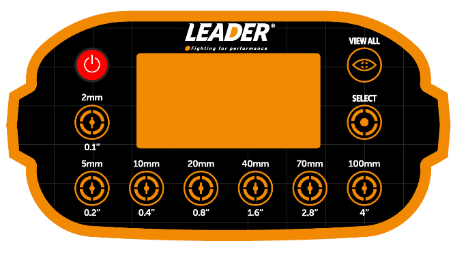 LEADER®
Fighting for performance
VIEW ALL
2mm
SELECT
0.1"
5mm 10mm 20mm 40mm 70mm 100mm
0.2" 0.4" 0.8" 1.6" 2.8" 4"